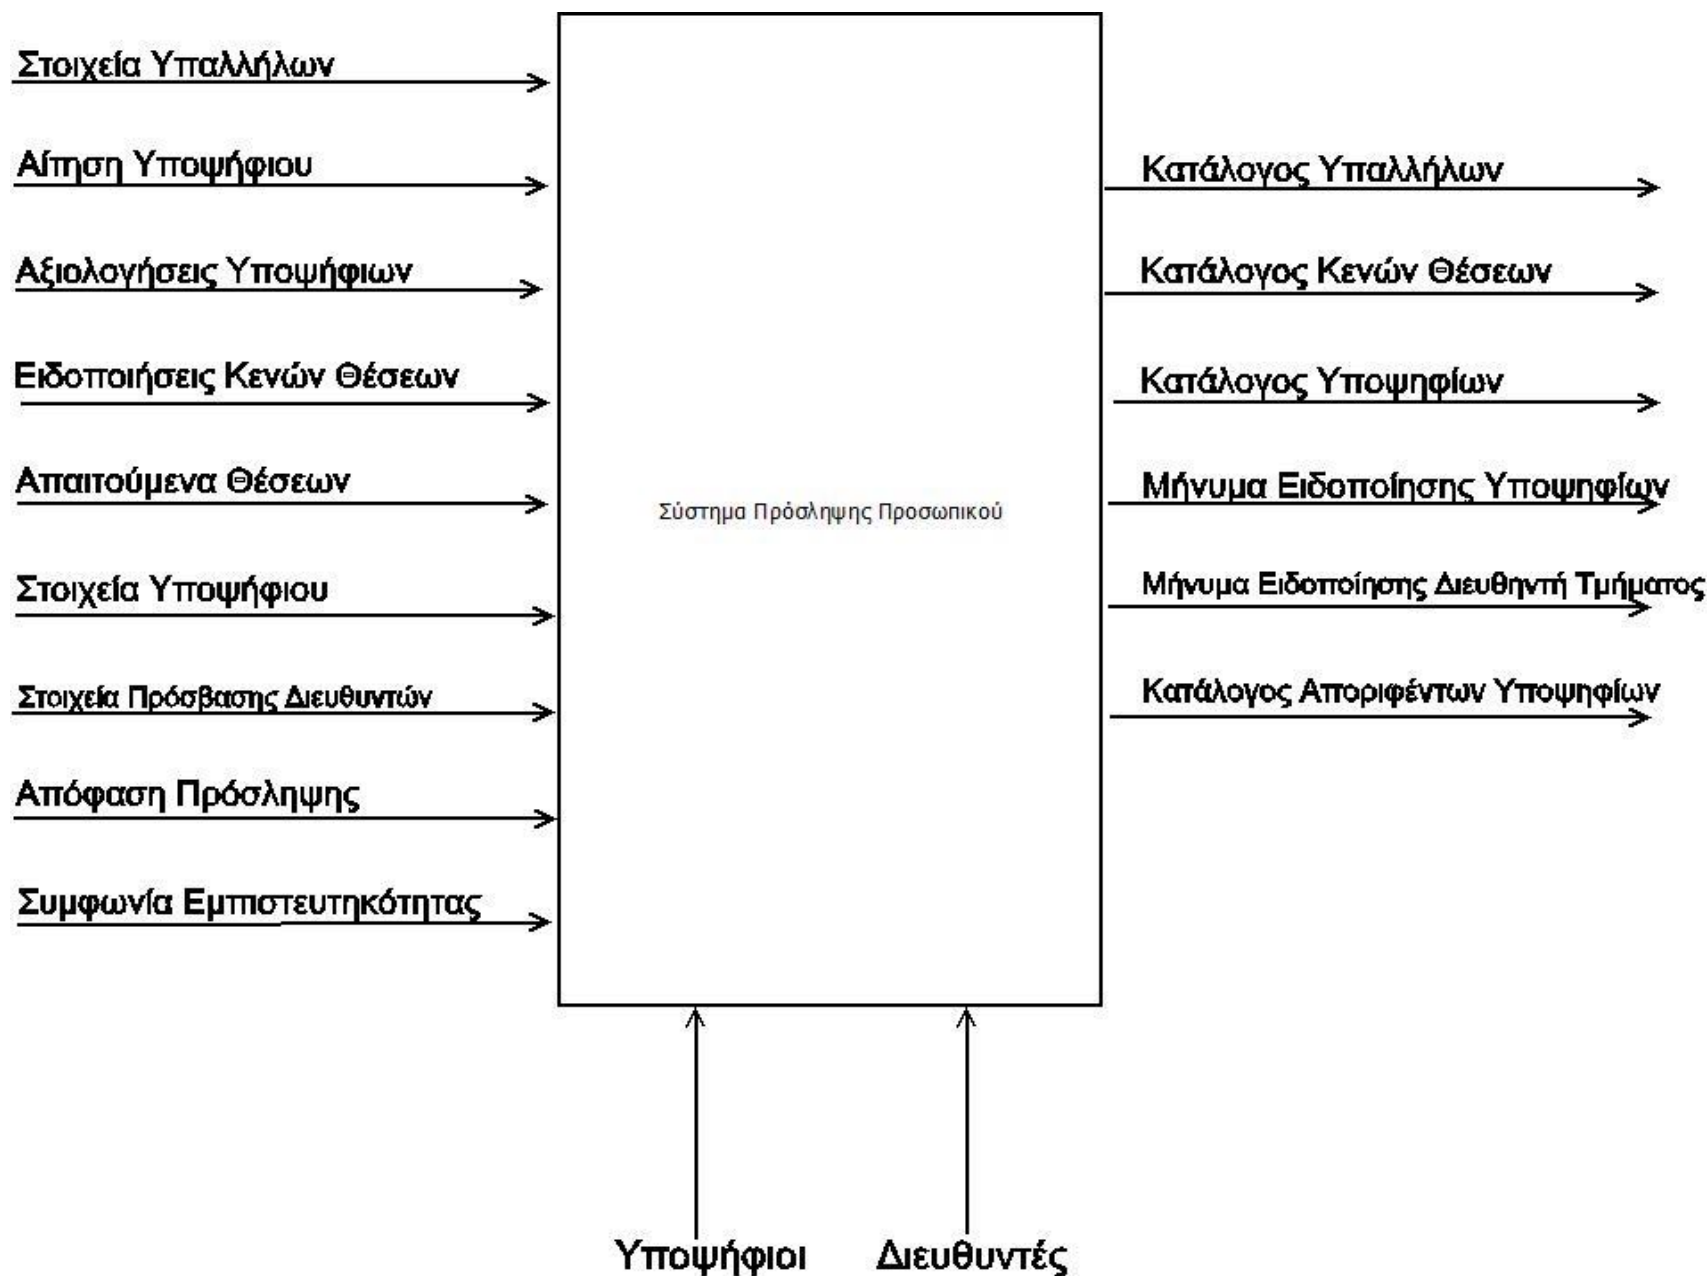 Στοιχεία Υπαλλήλων
Αίτηση Υποψήφιου
Αξιολογήσεις Υποψήφιων
Ειδοποιήσεις Κενών Θέσεων
Απαιτούμενα Θέσεων
Στοιχεία Υποψήφιου
Στοιχεία Πρόσβασης Διευθυντών
Απόφαση Πρόσληψης
Συμφωνία Εμπιστευτηκότητας
Σύστημα Πρόσληψης Προσωπικού
Κατάλογος Υπαλλήλων
Κατάλογος Κενών Θέσεων
Κατάλογος Υποψηφίων
Μήνυμα Ειδοποίησης Υποψηφίων
Μήνυμα Ειδοποίησης Διευθηντή Τμήματος
Κατάλογος Αποριφέντων Υποψηφίων
Υποψήφιοι
Διευθυντές